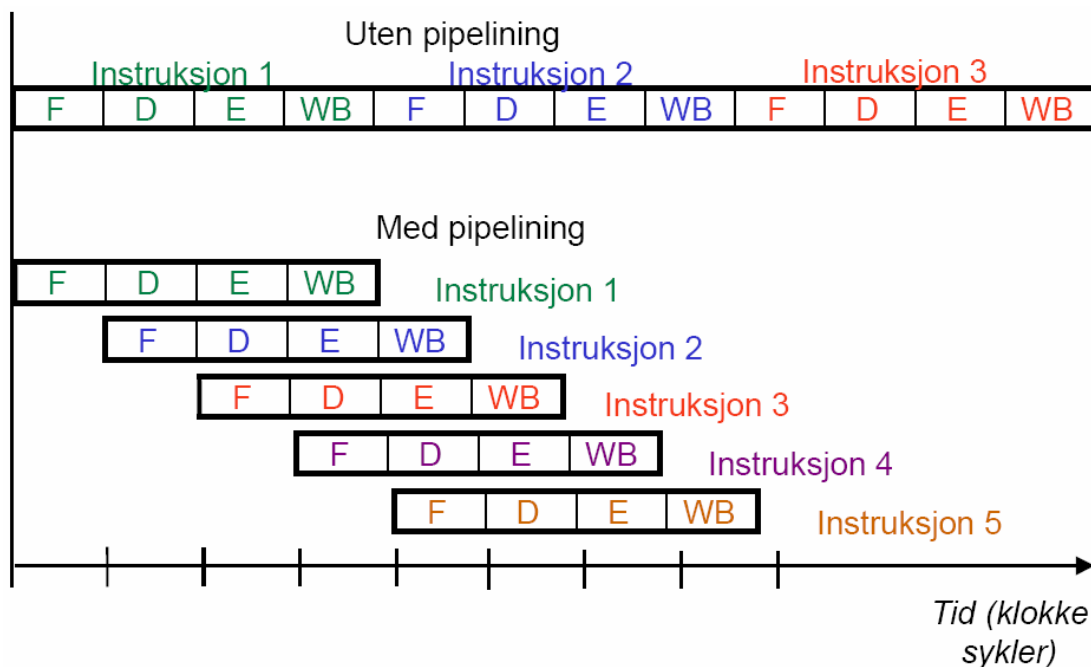 Uten pipelining
Instruksjon 1 Instruksjon 2 Instruksjon 3
F D E WB F D E WB F D E WB
Med pipelining
F D E WB Instruksjon 1
F D E WB Instruksjon 2
F D E WB Instruksjon 3
F D E WB Instruksjon 4
F D E WB Instruksjon 5
Tid (klokke
sykler)